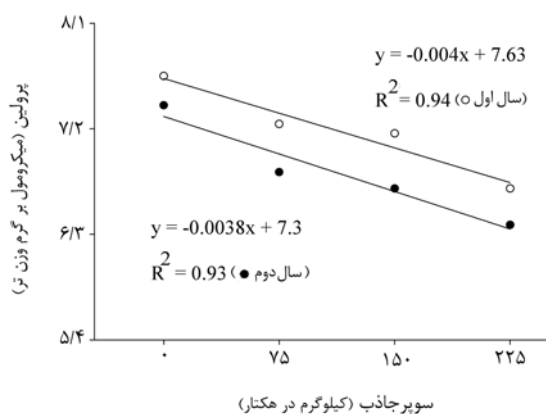 ۸/۱
۷/۲
۶/۳
۵/۴
پرولین (میکرومول بر گرم وزن تر)
y = -0.004x + 7.63
R² = 0.94 (○ سال اول)
y = -0.0038x + 7.3
R² = 0.93 (● سال دوم)
۰ ۷۵ ۱۵۰ ۲۲۵
سوپرجاذب (کیلوگرم در هکتار)